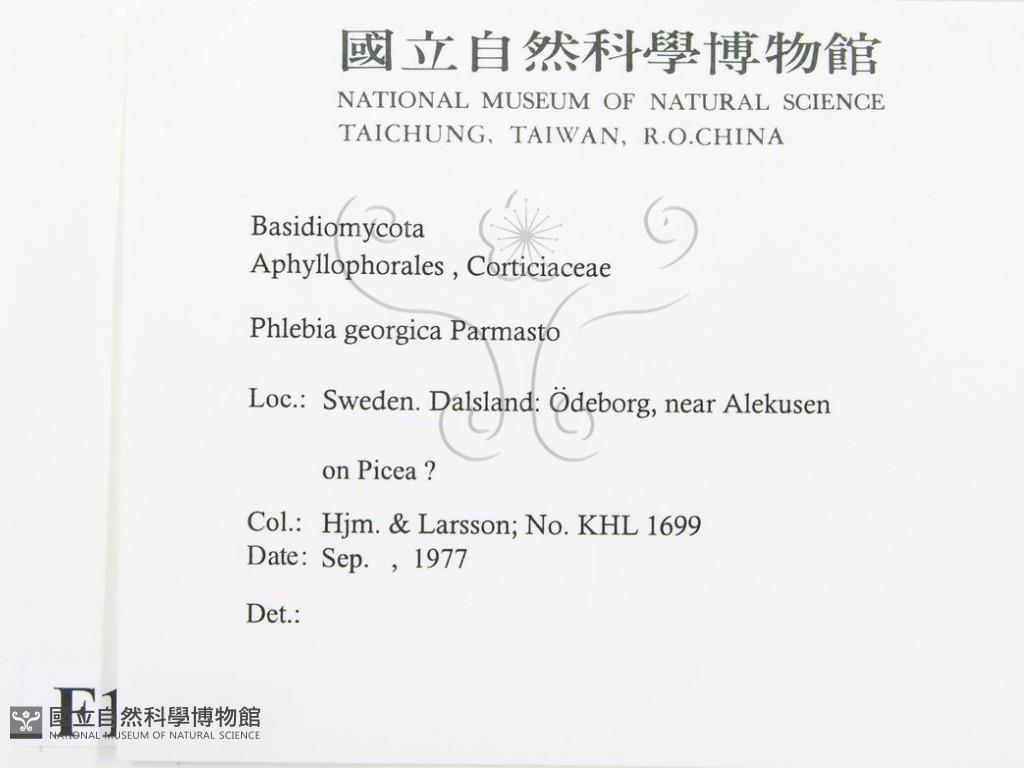 國立自然科學博物館
NATIONAL MUSEUM OF NATURAL SCIENCE
TAICHUNG, TAIWAN, R.O.CHINA
Basidiomycota
Aphyllophorales , Corticiaceae
Phlebia georgica Parmasto
Loc.: Sweden. Dalsland: Ödeborg, near Alekusen
on Picea ?
Col.: Hjm. & Larsson; No. KHL 1699
Date: Sep. , 1977
Det.:
國立自然科學博物館
NATIONAL MUSEUM OF NATURAL SCIENCE